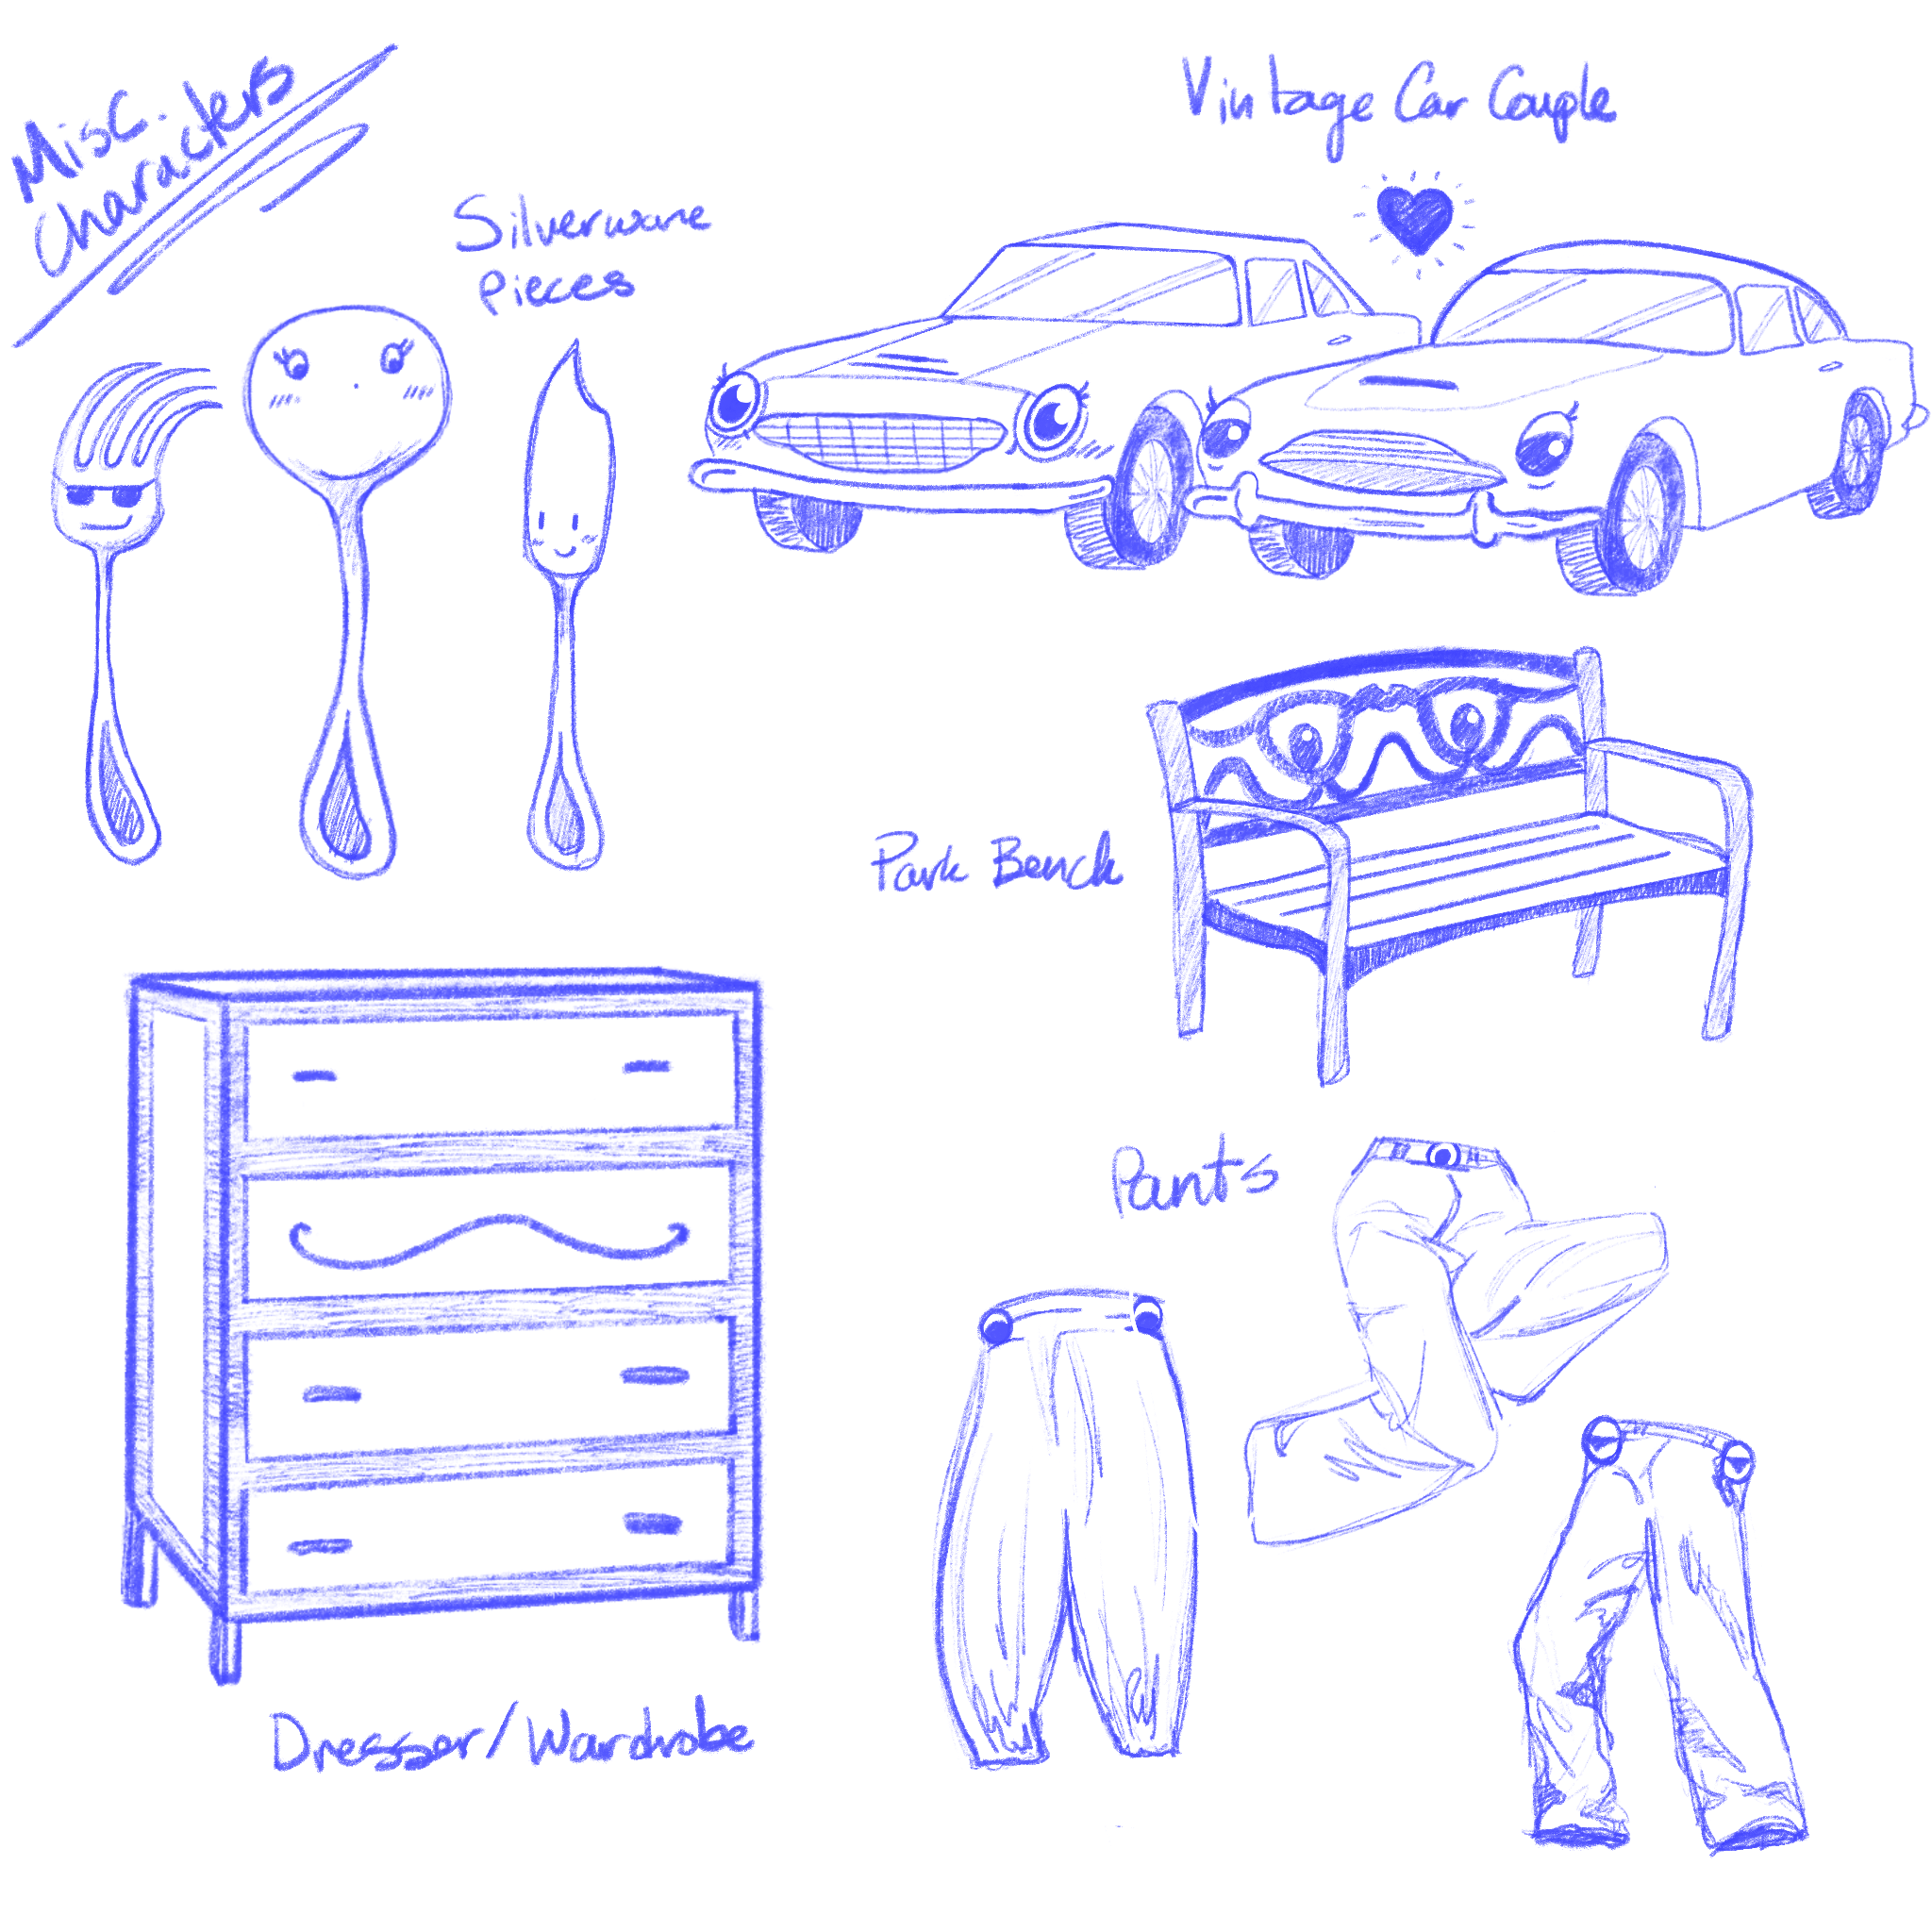 Misc.
Characters
Silverware
Pieces
Vintage Car Couple
Park Bench
Pants
Dresser/Wardrobe